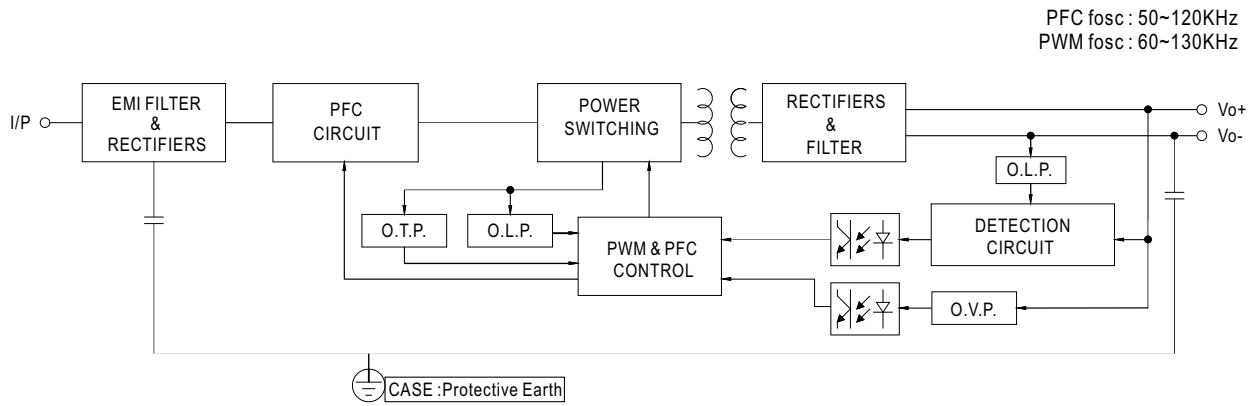 PFC fosc : 50~120KHz
PWM fosc : 60~130KHz
I/P
EMI FILTER
&
RECTIFIERS
PFC
CIRCUIT
POWER
SWITCHING
RECTIFIERS
&
FILTER
Vo+
Vo-
O.L.P.
O.T.P.
O.L.P.
PWM & PFC
CONTROL
DETECTION
CIRCUIT
O.V.P.
CASE :Protective Earth